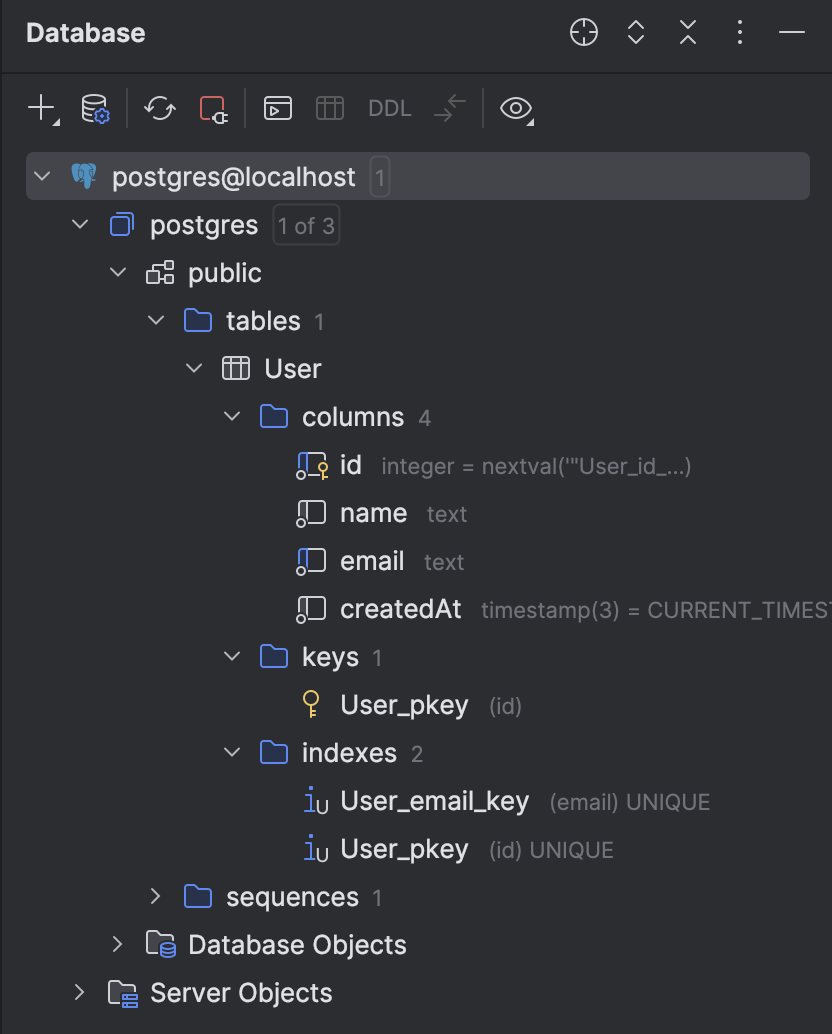 Database
DDL
postgres@localhost 1
postgres 1 of 3
public
tables 1
User
columns 4
id integer = nextval('"User_id_...)
name text
email text
createdAt timestamp(3) = CURRENT_TIMEST
keys 1
User_pkey (id)
indexes 2
User_email_key (email) UNIQUE
User_pkey (id) UNIQUE
sequences 1
Database Objects
Server Objects